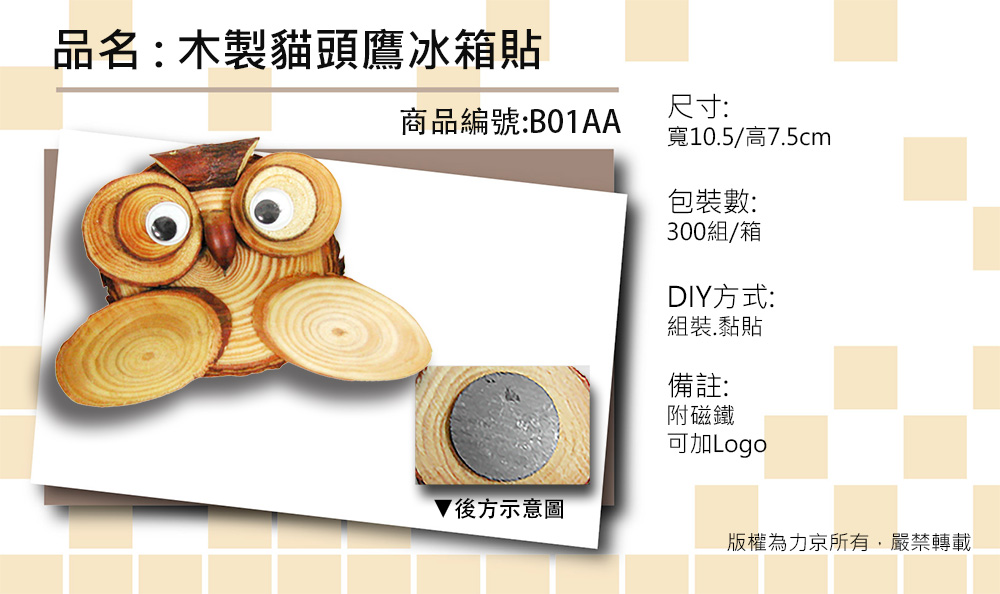 品名 : 木製貓頭鷹冰箱貼
商品編號:B01AA
尺寸:
寬10.5/高7.5cm
包裝數:
300組/箱
DIY方式:
組裝.黏貼
備註:
附磁鐵
可加Logo
▼後方示意圖
版權為力京所有，嚴禁轉載